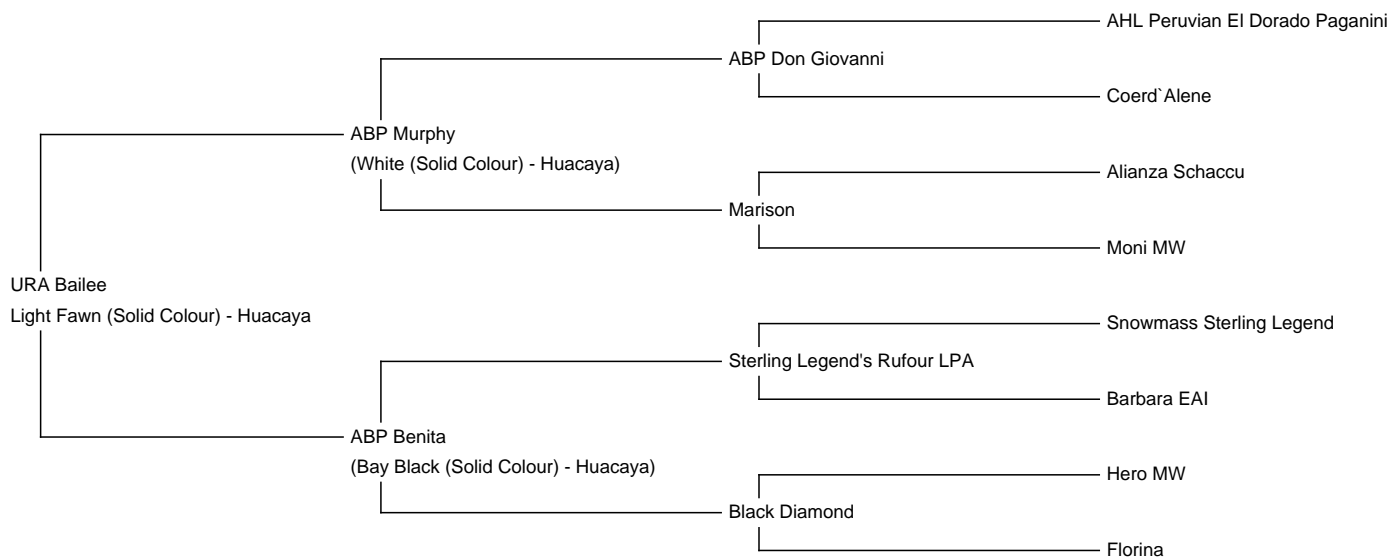 AHL Peruvian El Dorado Paganini
ABP Don Giovanni
Coerd`Alene
ABP Murphy
(White (Solid Colour) - Huacaya)
Alianza Schaccu
Marison
Moni MW
URA Bailee
Light Fawn (Solid Colour) - Huacaya
Snowmass Sterling Legend
Sterling Legend's Rufour LPA
Barbara EAI
ABP Benita
(Bay Black (Solid Colour) - Huacaya)
Hero MW
Black Diamond
Florina